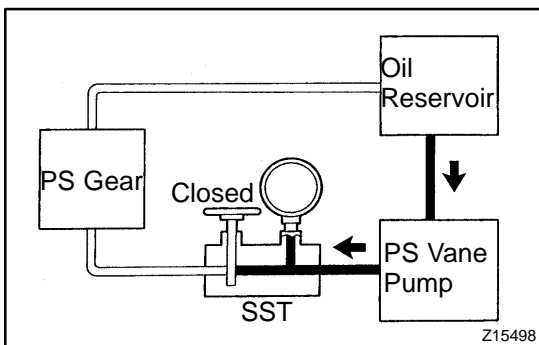 Oil
Reservoir
PS Gear
Closed
PS Vane
Pump
SST
Z15498